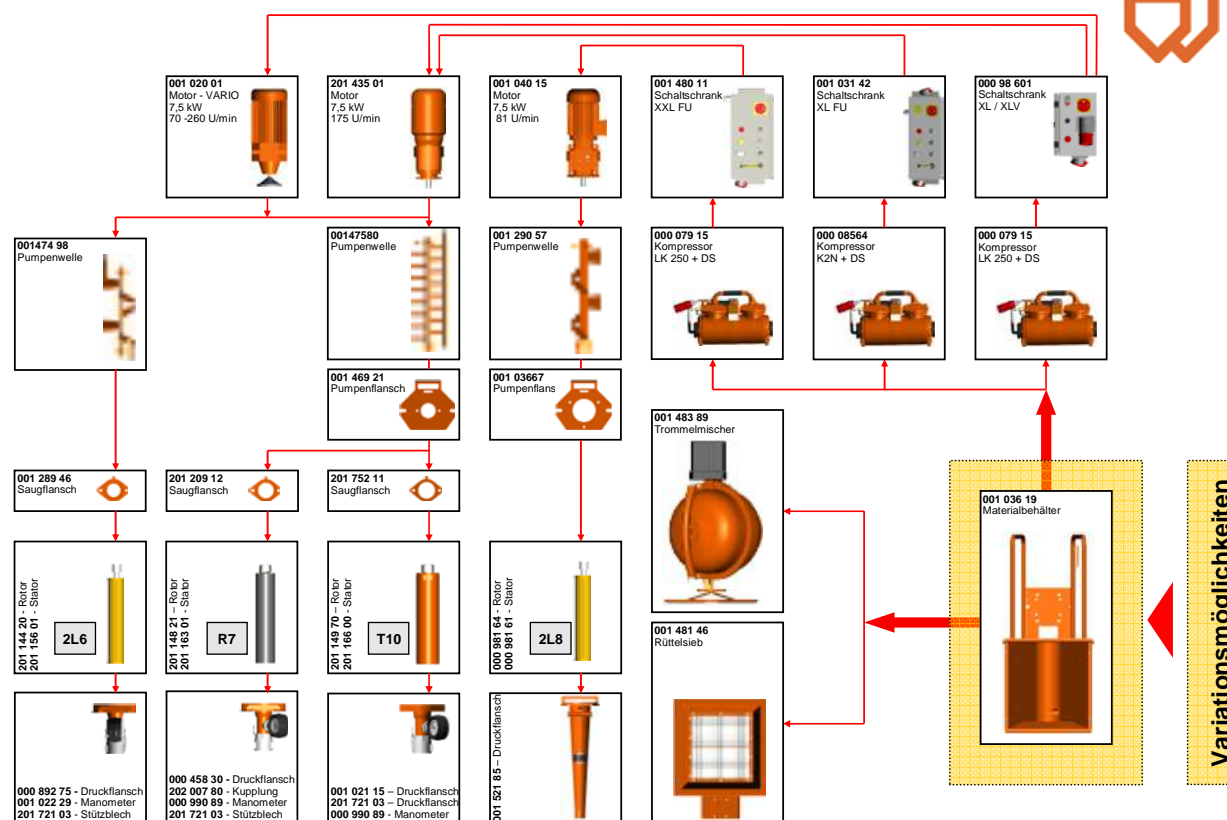 001 020 01
Motor - VARIO
7,5 kW
70 -260 U/min
201 435 01
Motor
7,5 kW
175 U/min
001 040 15
Motor
7,5 kW
81 U/min
001 480 11
Schaltschrank
XXL FU
001 031 42
Schaltschrank
XL FU
000 98 601
Schaltschrank
XL / XLV
001474 98
Pumpenwelle
00147580
Pumpenwelle
001 290 57
Pumpenwelle
000 079 15
Kompressor
LK 250 + DS
000 08564
Kompressor
K2N + DS
000 079 15
Kompressor
LK 250 + DS
001 469 21
Pumpenflansch
001 03667
Pumpenflans
001 483 89
Trommelmischer
001 289 46
Saugflansch
201 209 12
Saugflansch
201 752 11
Saugflansch
001 036 19
Materialbehälter
201 144 20 - Rotor
201 156 01 - Stator
2L6
201 148 21 – Rotor
201 163 01 - Stator
R7
201 149 70 – Rotor
201 166 00 - Stator
T10
000 981 64 - Rotor
000 981 61 - Stator
2L8
001 481 46
Rüttelsieb
000 892 75 - Druckflansch
001 022 29 - Manometer
201 721 03 - Stützblech
000 458 30 - Druckflansch
202 007 80 - Kupplung
000 990 89 - Manometer
201 721 03 - Stützblech
001 021 15 – Druckflansch
201 721 03 – Druckflansch
000 990 89 - Manometer
001 521 85 – Druckflansch
Variationsmöglichkeiten